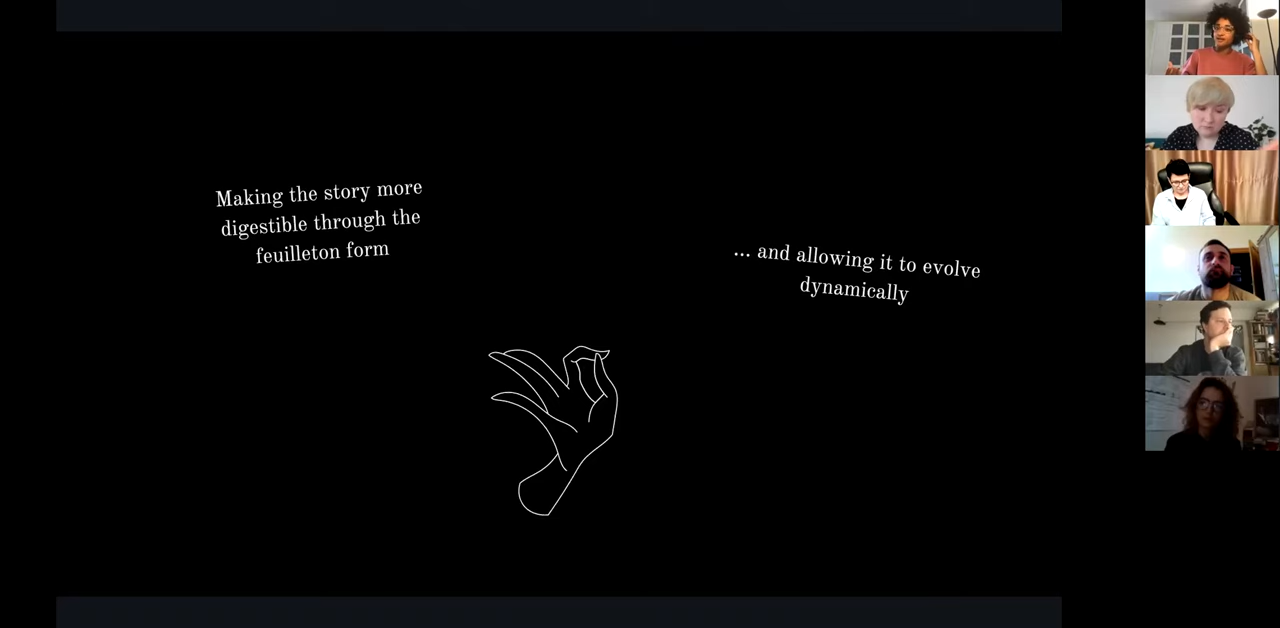 Making the story more
digestible through the
feuilleton form
... and allowing it to evolve
dynamically